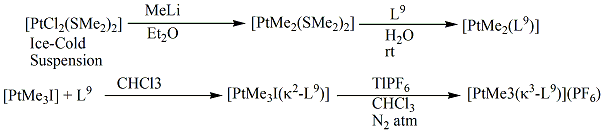 [PtCl₂(SMe₂)₂] MeLi Et₂O [PtMe₂(SMe₂)₂] L⁹ H₂O rt [PtMe₂(L⁹)]
Ice-Cold
Suspension
[PtMe₃I] + L⁹ CHCl3 [PtMe₃I(κ²-L⁹)] TlPF₆ CHCl₃ N₂ atm [PtMe3(κ³-L⁹)](PF₆)